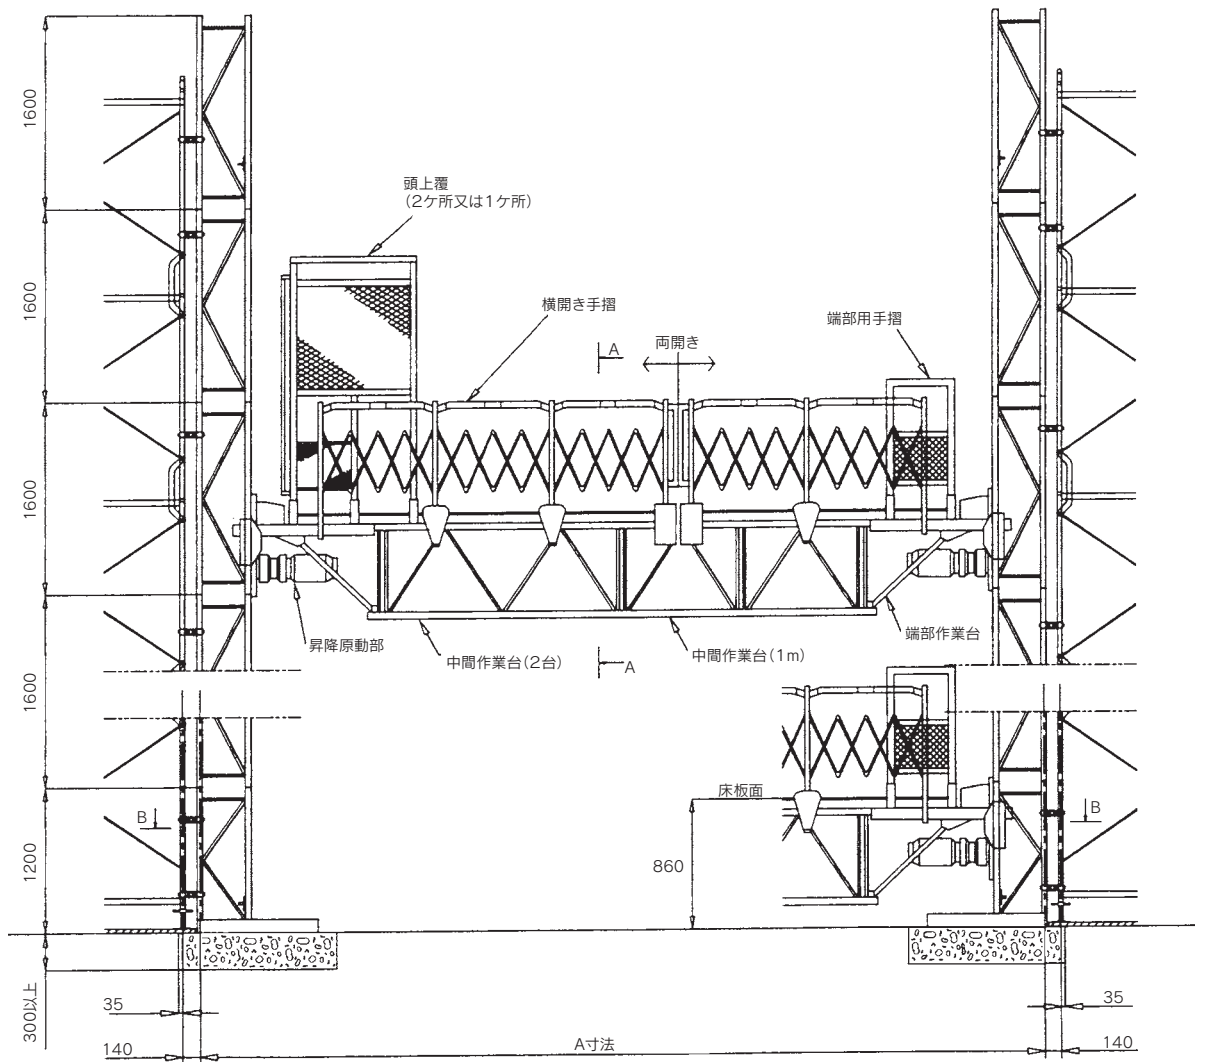 1600
頭上覆
（2ケ所又は1ケ所）
1600
横開き手摺
端部用手摺
A
両開き
1600
昇降原動部
中間作業台（2台）
A
中間作業台（1m）
端部作業台
1600
床板面
B
B
1200
860
300以上
35
35
140
A寸法
140